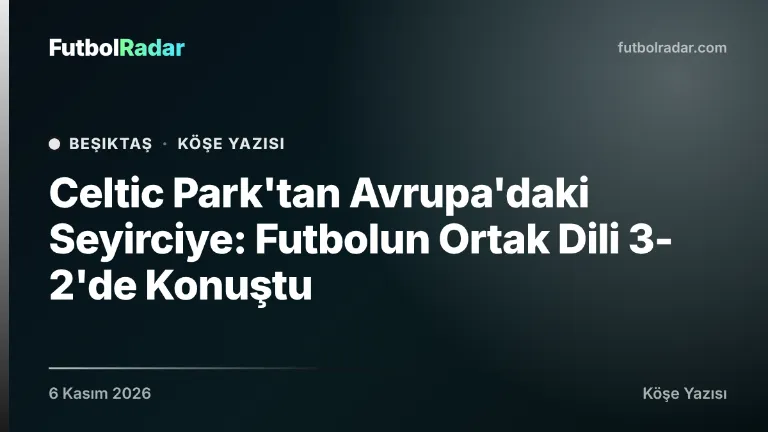 FutbolRadar
futbolradar.com
BEŞIKTAŞ · KÖŞE YAZISI
Celtic Park'tan Avrupa'daki
Seyirciye: Futbolun Ortak Dili 3-
2'de Konuştu
6 Kasım 2026
Köşe Yazısı